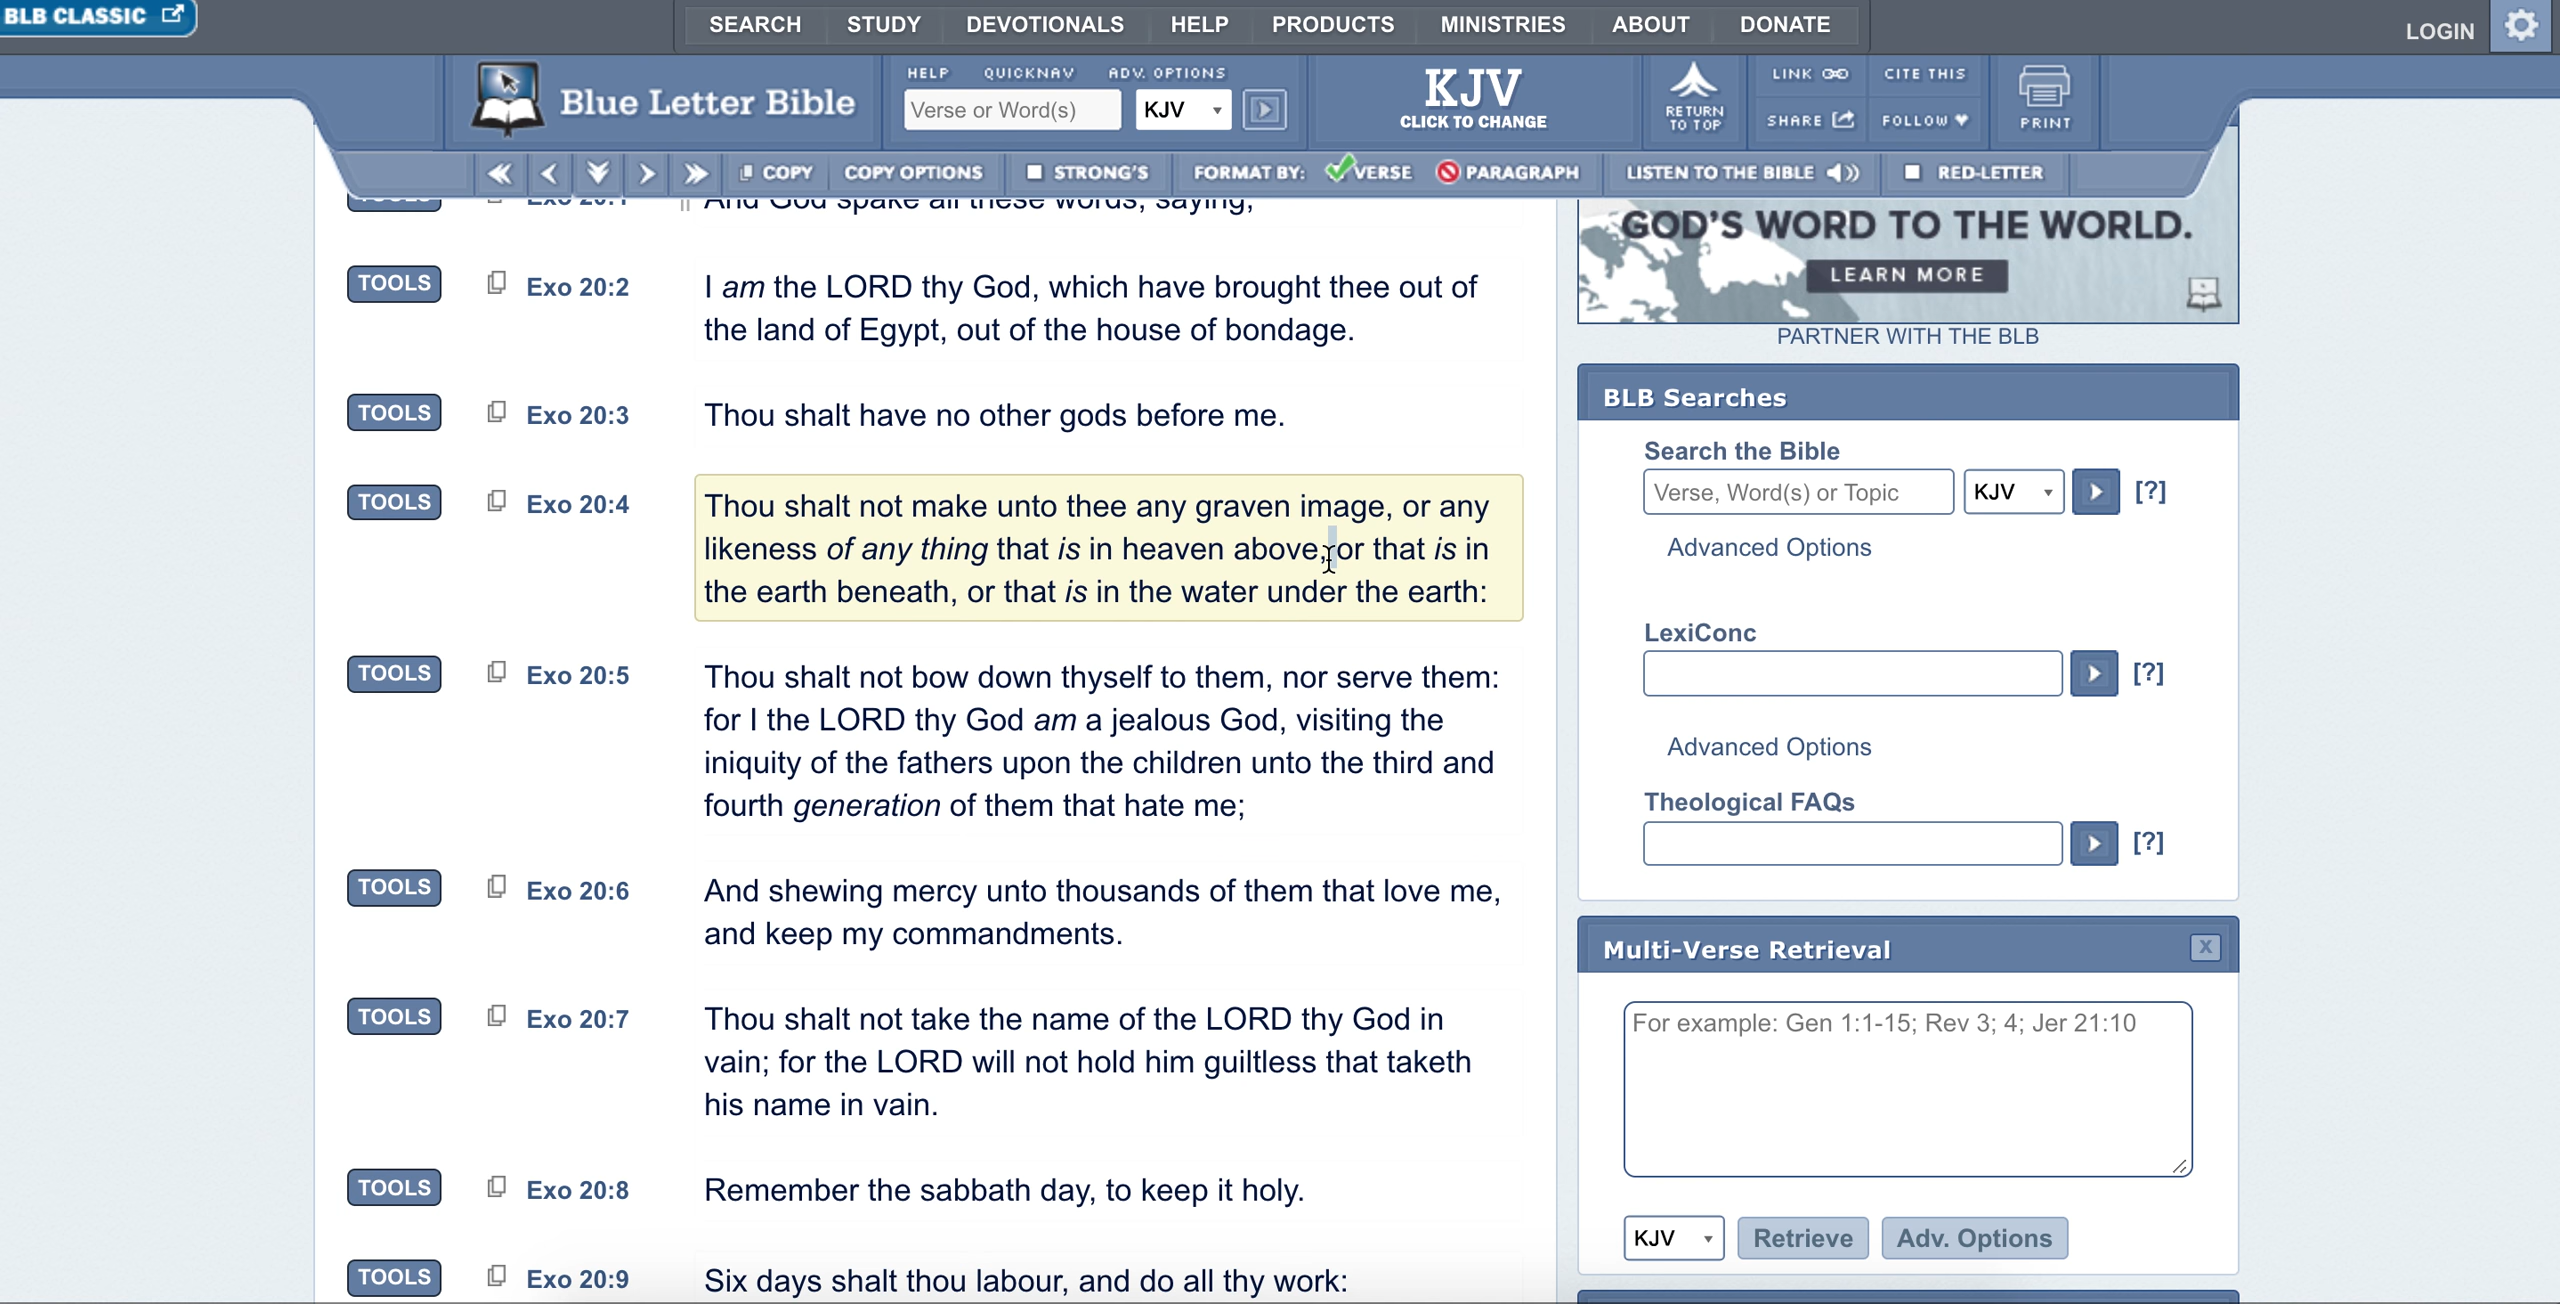 BLB CLASSIC
SEARCH STUDY DEVOTIONALS HELP PRODUCTS MINISTRIES ABOUT DONATE
LOGIN
Blue Letter Bible
HELP QUICKNAV ADV. OPTIONS
Verse or Word(s) KJV
KJV
CLICK TO CHANGE
RETURN
TO TOP
LINK CITE THIS
SHARE FOLLOW
PRINT
COPY COPY OPTIONS STRONG'S FORMAT BY: VERSE PARAGRAPH LISTEN TO THE BIBLE RED-LETTER
TOOLS Exo 20:1 And God spake all these words, saying,
TOOLS Exo 20:2 I am the LORD thy God, which have brought thee out of
the land of Egypt, out of the house of bondage.
TOOLS Exo 20:3 Thou shalt have no other gods before me.
TOOLS Exo 20:4 Thou shalt not make unto thee any graven image, or any
likeness of any thing that is in heaven above, or that is in
the earth beneath, or that is in the water under the earth:
TOOLS Exo 20:5 Thou shalt not bow down thyself to them, nor serve them:
for I the LORD thy God am a jealous God, visiting the
iniquity of the fathers upon the children unto the third and
fourth generation of them that hate me;
TOOLS Exo 20:6 And shewing mercy unto thousands of them that love me,
and keep my commandments.
TOOLS Exo 20:7 Thou shalt not take the name of the LORD thy God in
vain; for the LORD will not hold him guiltless that taketh
his name in vain.
TOOLS Exo 20:8 Remember the sabbath day, to keep it holy.
TOOLS Exo 20:9 Six days shalt thou labour, and do all thy work:
GOD'S WORD TO THE WORLD.
LEARN MORE
PARTNER WITH THE BLB
BLB Searches
Search the Bible
Verse, Word(s) or Topic KJV [?]
Advanced Options
LexiConc
[?]
Advanced Options
Theological FAQs
[?]
Multi-Verse Retrieval X
For example: Gen 1:1-15; Rev 3; 4; Jer 21:10
KJV Retrieve Adv. Options